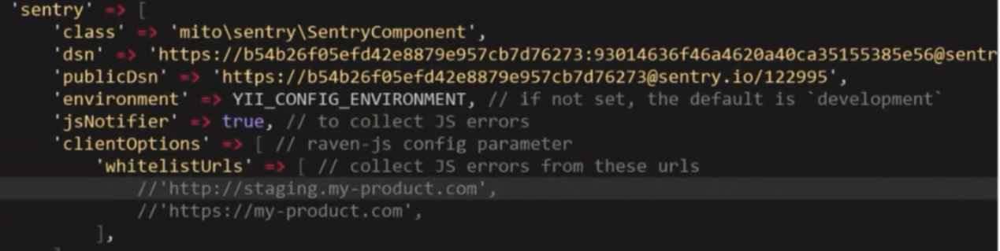 'sentry' => [
'class' => 'mito\sentry\SentryComponent',
'dsn' => 'https://b54b26f05efd42e8879e957cb7d76273:93014636f46a4620a40ca35155385e56@sentr
'publicDsn' => 'https://b54b26f05efd42e8879e957cb7d76273@sentry.io/122995',
'environment' => YII_CONFIG_ENVIRONMENT, // if not set, the default is `development`
'jsNotifier' => true, // to collect JS errors
'clientOptions' => [ // raven-js config parameter
'whitelistUrls' => [ // collect JS errors from these urls
//'http://staging.my-product.com',
//'https://my-product.com',
],